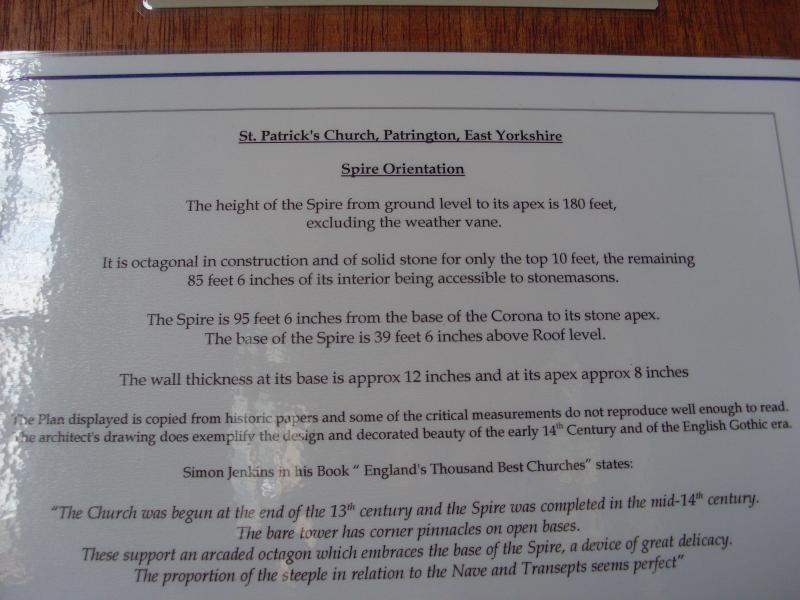 St. Patrick's Church, Patrington, East Yorkshire
Spire Orientation
The height of the Spire from ground level to its apex is 180 feet,
excluding the weather vane.
It is octagonal in construction and of solid stone for only the top 10 feet, the remaining
85 feet 6 inches of its interior being accessible to stonemasons.
The Spire is 95 feet 6 inches from the base of the Corona to its stone apex.
The base of the Spire is 39 feet 6 inches above Roof level.
The wall thickness at its base is approx 12 inches and at its apex approx 8 inches
The Plan displayed is copied from historic papers and some of the critical measurements do not reproduce well enough to read.
The architect's drawing does exemplify the design and decorated beauty of the early 14th Century and of the English Gothic era.
Simon Jenkins in his Book " England's Thousand Best Churches" states:
"The Church was begun at the end of the 13th century and the Spire was completed in the mid-14th century.
The bare tower has corner pinnacles on open bases.
These support an arcaded octagon which embraces the base of the Spire, a device of great delicacy.
The proportion of the steeple in relation to the Nave and Transepts seems perfect"